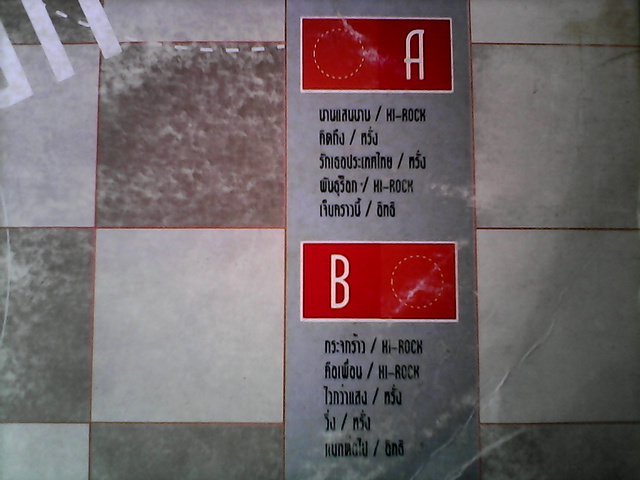 A
นานแสนนาน / HI-ROCK
คิดถึง / หรั่ง
รักเธอประเทศไทย / หรั่ง
พันธุ์ร็อก / HI-ROCK
เจ็บคราวนี้ / อิทธิ
B
กระจกร้าว / HI-ROCK
คือเพื่อน / HI-ROCK
ไวกว่าแสง / หรั่ง
วิ่ง / หรั่ง
แบกต่อไป / อิทธิ